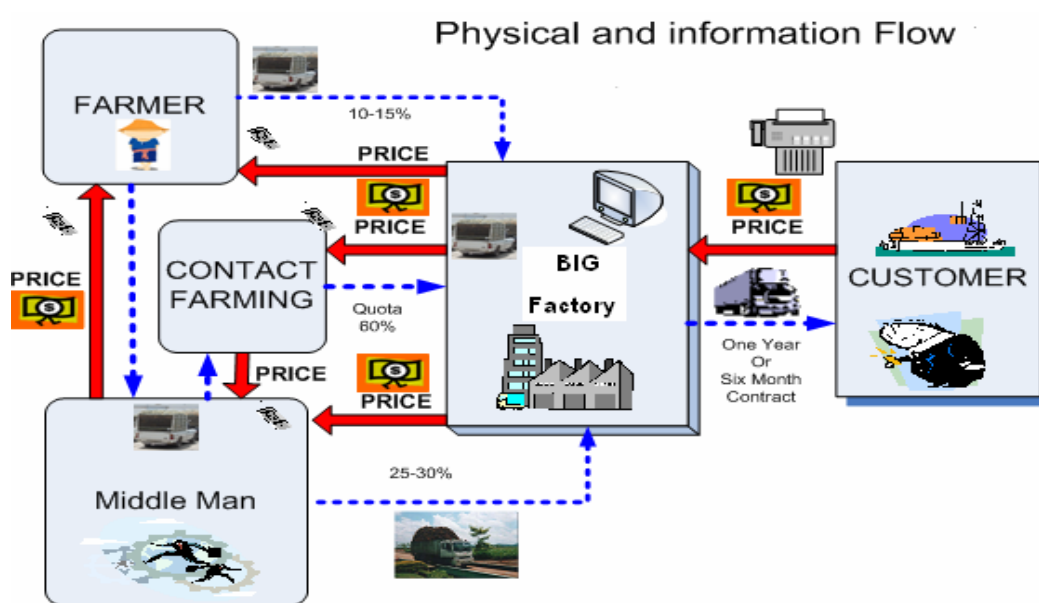 Physical and information Flow
FARMER
10-15%
PRICE
PRICE
PRICE
PRICE
CONTACT
FARMING
Quota
60%
BIG
Factory
CUSTOMER
One Year
Or
Six Month
Contract
PRICE
PRICE
25-30%
Middle Man